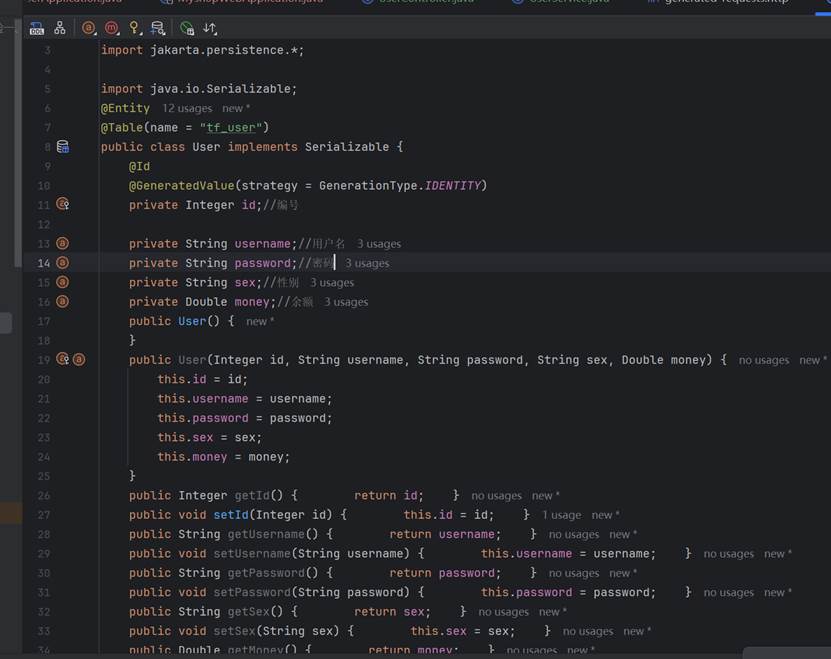 3 import jakarta.persistence.*;
4
5 import java.io.Serializable;
6 @Entity 12 usages new *
7 @Table(name = "tf_user")
8 public class User implements Serializable {
9 @Id
10 @GeneratedValue(strategy = GenerationType.IDENTITY)
11 private Integer id;//编号
12
13 private String username;//用户名 3 usages
14 private String password;//密码 3 usages
15 private String sex;//性别 3 usages
16 private Double money;//余额 3 usages
17 public User() { new *
18 }
19 public User(Integer id, String username, String password, String sex, Double money) { no usages new *
20 this.id = id;
21 this.username = username;
22 this.password = password;
23 this.sex = sex;
24 this.money = money;
25 }
26 public Integer getId() { return id; } no usages new *
27 public void setId(Integer id) { this.id = id; } 1 usage new *
28 public String getUsername() { return username; } no usages new *
29 public void setUsername(String username) { this.username = username; } no usages new *
30 public String getPassword() { return password; } no usages new *
31 public void setPassword(String password) { this.password = password; } no usages new *
32 public String getSex() { return sex; } no usages new *
33 public void setSex(String sex) { this.sex = sex; } no usages new *
34 public Double getMoney() { return money; } no usages new *